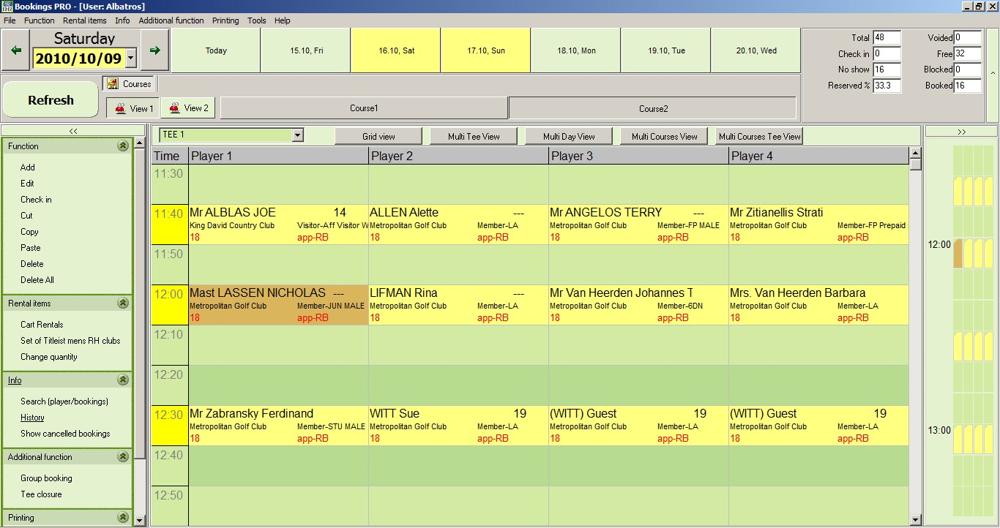 Bookings PRO - [User: Albatros]
File Function Rental items Info Additional function Printing Tools Help
Saturday
2010/10/09
Today 15.10, Fri 16.10, Sat 17.10, Sun 18.10, Mon 19.10, Tue 20.10, Wed
Total 48 Voided 0
Check in 0 Free 32
No show 16 Blocked 0
Reserved % 33.3 Booked 16
Refresh
Courses
View 1 View 2 Course1 Course2
<<
Function
Add
Edit
Check in
Cut
Copy
Paste
Delete
Delete All
Rental items
Cart Rentals
Set of Titleist mens RH clubs
Change quantity
Info
Search (player/bookings)
History
Show cancelled bookings
Additional function
Group booking
Tee closure
Printing
TEE 1 Grid view Multi Tee View Multi Day View Multi Courses View Multi Courses Tee View
Time Player 1 Player 2 Player 3 Player 4
11:30
11:40 Mr ALBLAS JOE 14 ALLEN Alette --- Mr ANGELOS TERRY --- Mr Zitianellis Strati
King David Country Club Visitor-Aff Visitor W Metropolitan Golf Club Member-LA Metropolitan Golf Club Member-FP MALE Metropolitan Golf Club Member-FP Prepaid
18 app-RB 18 app-RB 18 app-RB 18 app-RB
11:50
12:00 Mast LASSEN NICHOLAS --- LIFMAN Rina --- Mr Van Heerden Johannes T Mrs. Van Heerden Barbara
Metropolitan Golf Club Member-JUN MALE Metropolitan Golf Club Member-LA Metropolitan Golf Club Member-6DN Metropolitan Golf Club Member-LA
18 app-RB 18 app-RB 18 app-RB 18 app-RB
12:10
12:20
12:30 Mr Zabransky Ferdinand WITT Sue 19 (WITT) Guest 19 (WITT) Guest 19
Metropolitan Golf Club Member-STU MALE Metropolitan Golf Club Member-LA Metropolitan Golf Club Member-LA Metropolitan Golf Club Member-LA
18 app-RB 18 app-RB 18 app-RB 18 app-RB
12:40
12:50
>>
12:00
13:00